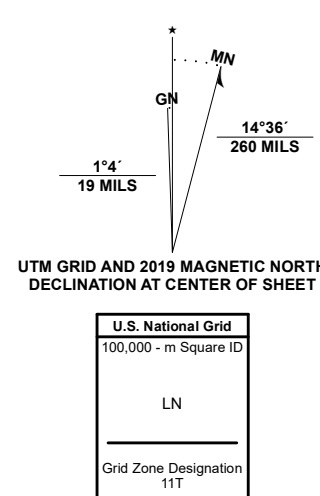 ★
MN
GN
14°36´
260 MILS
1°4´
19 MILS
UTM GRID AND 2019 MAGNETIC NORTH
DECLINATION AT CENTER OF SHEET
U.S. National Grid
100,000 - m Square ID
LN
Grid Zone Designation
11T